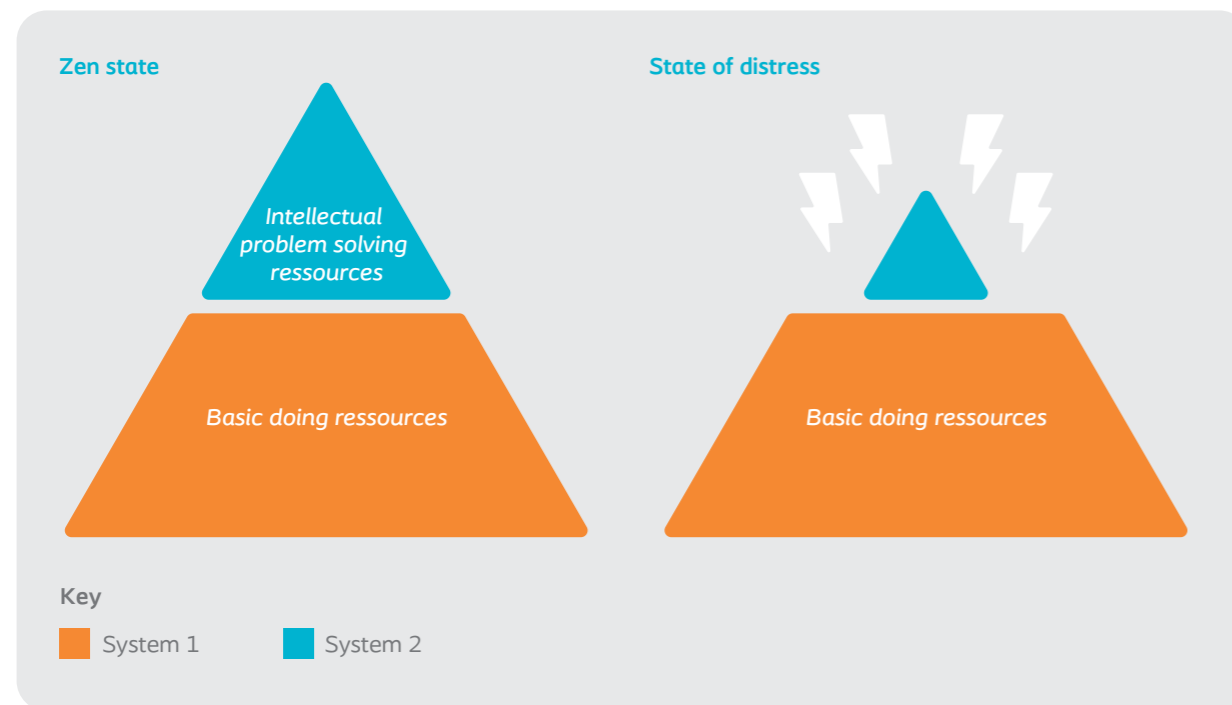 Zen state
Intellectual
problem solving
ressources
Basic doing ressources
State of distress
Basic doing ressources
Key
System 1
System 2